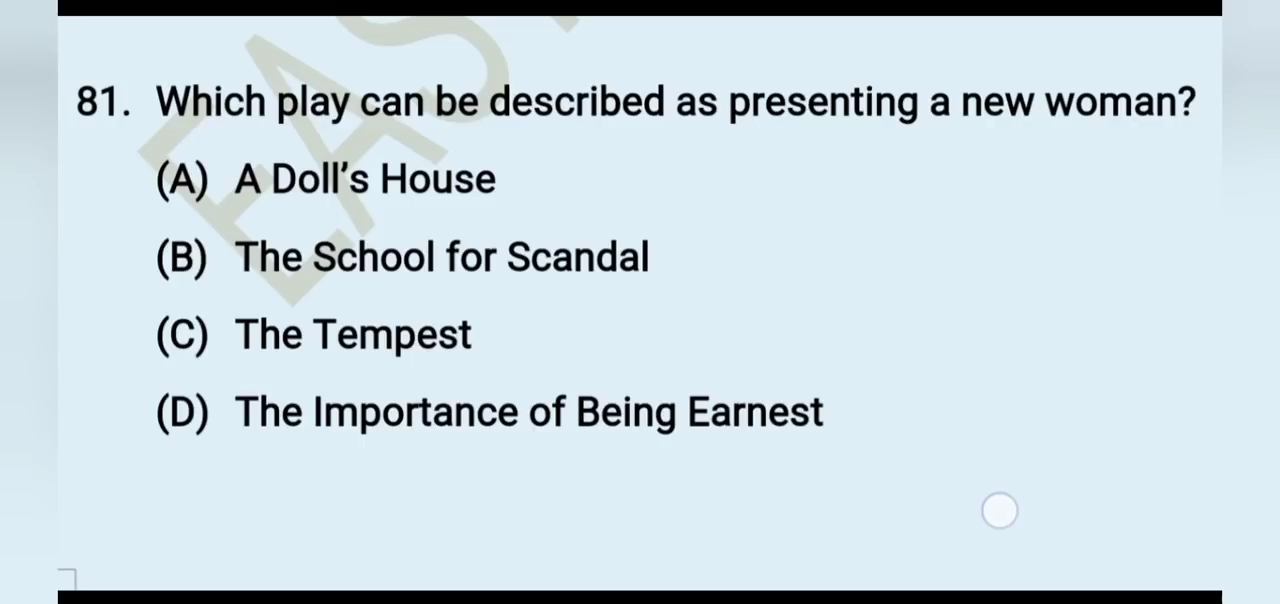 81. Which play can be described as presenting a new woman?
(A) A Doll's House
(B) The School for Scandal
(C) The Tempest
(D) The Importance of Being Earnest